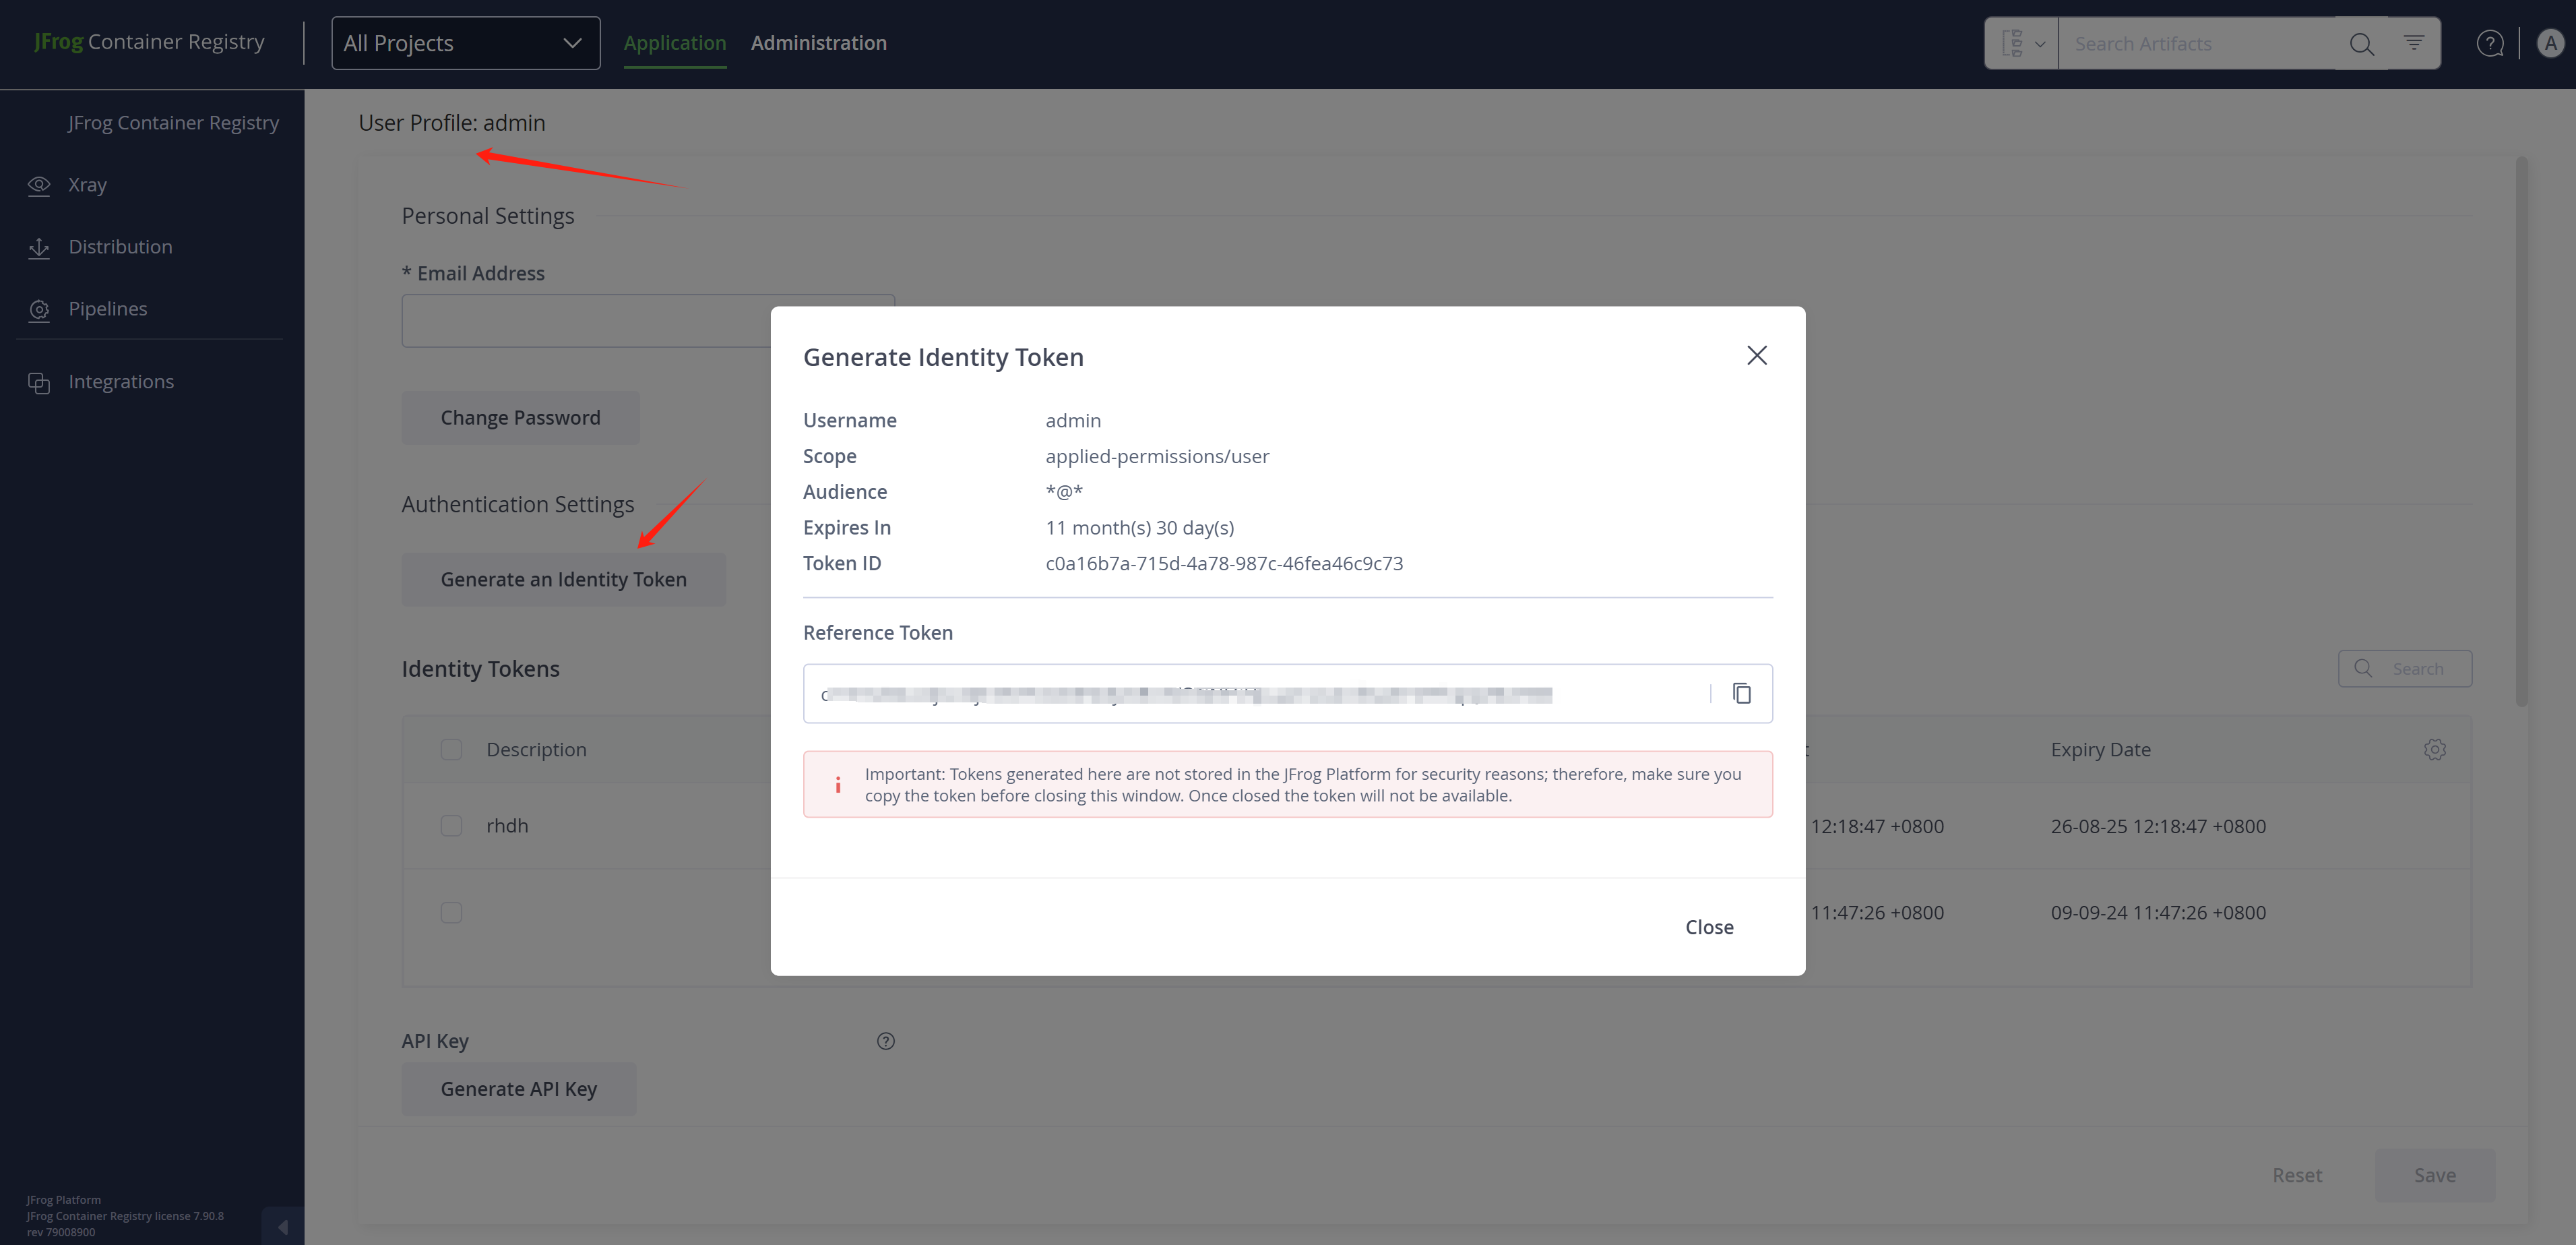 JFrog Container Registry
All Projects
Application
Administration
Search Artifacts
A
JFrog Container Registry
Xray
Distribution
Pipelines
Integrations
JFrog Platform
JFrog Container Registry license 7.90.8
rev 79008900
User Profile: admin
Personal Settings
* Email Address
Change Password
Authentication Settings
Generate an Identity Token
Identity Tokens
Search
Description
Expiry Date
rhdh
12:18:47 +0800
26-08-25 12:18:47 +0800
11:47:26 +0800
09-09-24 11:47:26 +0800
API Key
?
Generate API Key
Reset
Save
Generate Identity Token
Username
admin
Scope
applied-permissions/user
Audience
*@*
Expires In
11 month(s) 30 day(s)
Token ID
c0a16b7a-715d-4a78-987c-46fea46c9c73
Reference Token
Important: Tokens generated here are not stored in the JFrog Platform for security reasons; therefore, make sure you
copy the token before closing this window. Once closed the token will not be available.
Close